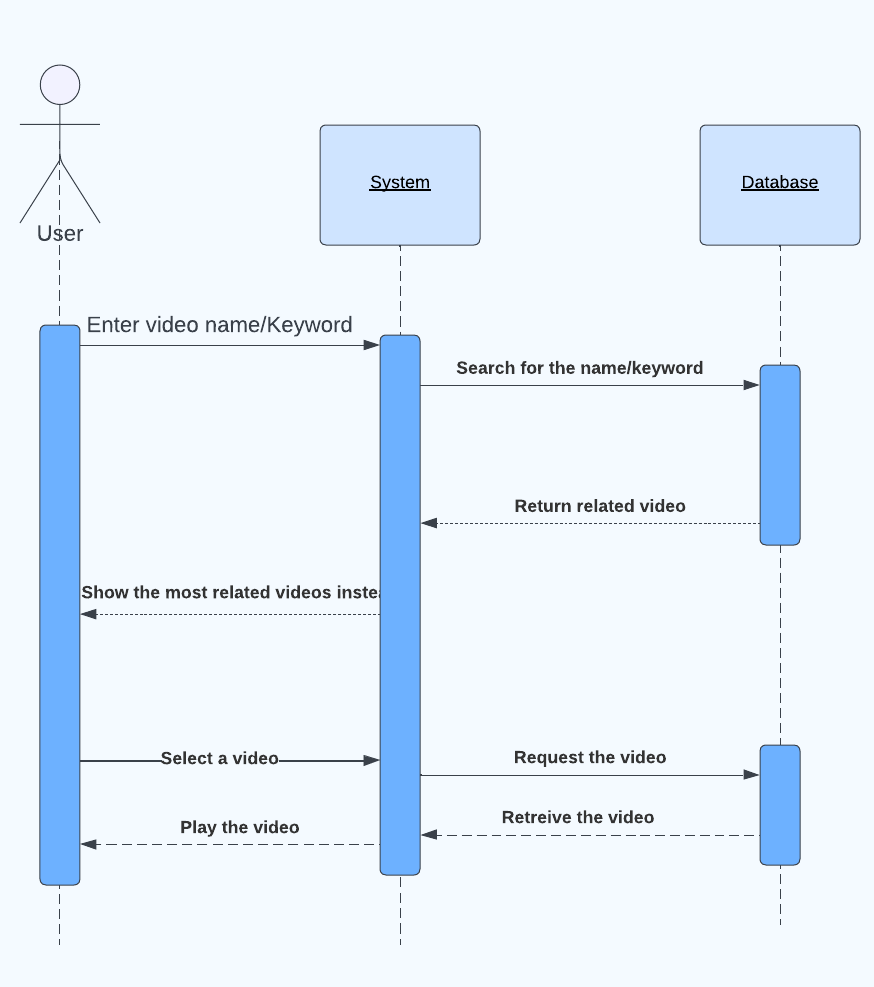 User
System
Database
Enter video name/Keyword
Search for the name/keyword
Return related video
Show the most related videos
Select a video
Request the video
Retreive the video
Play the video